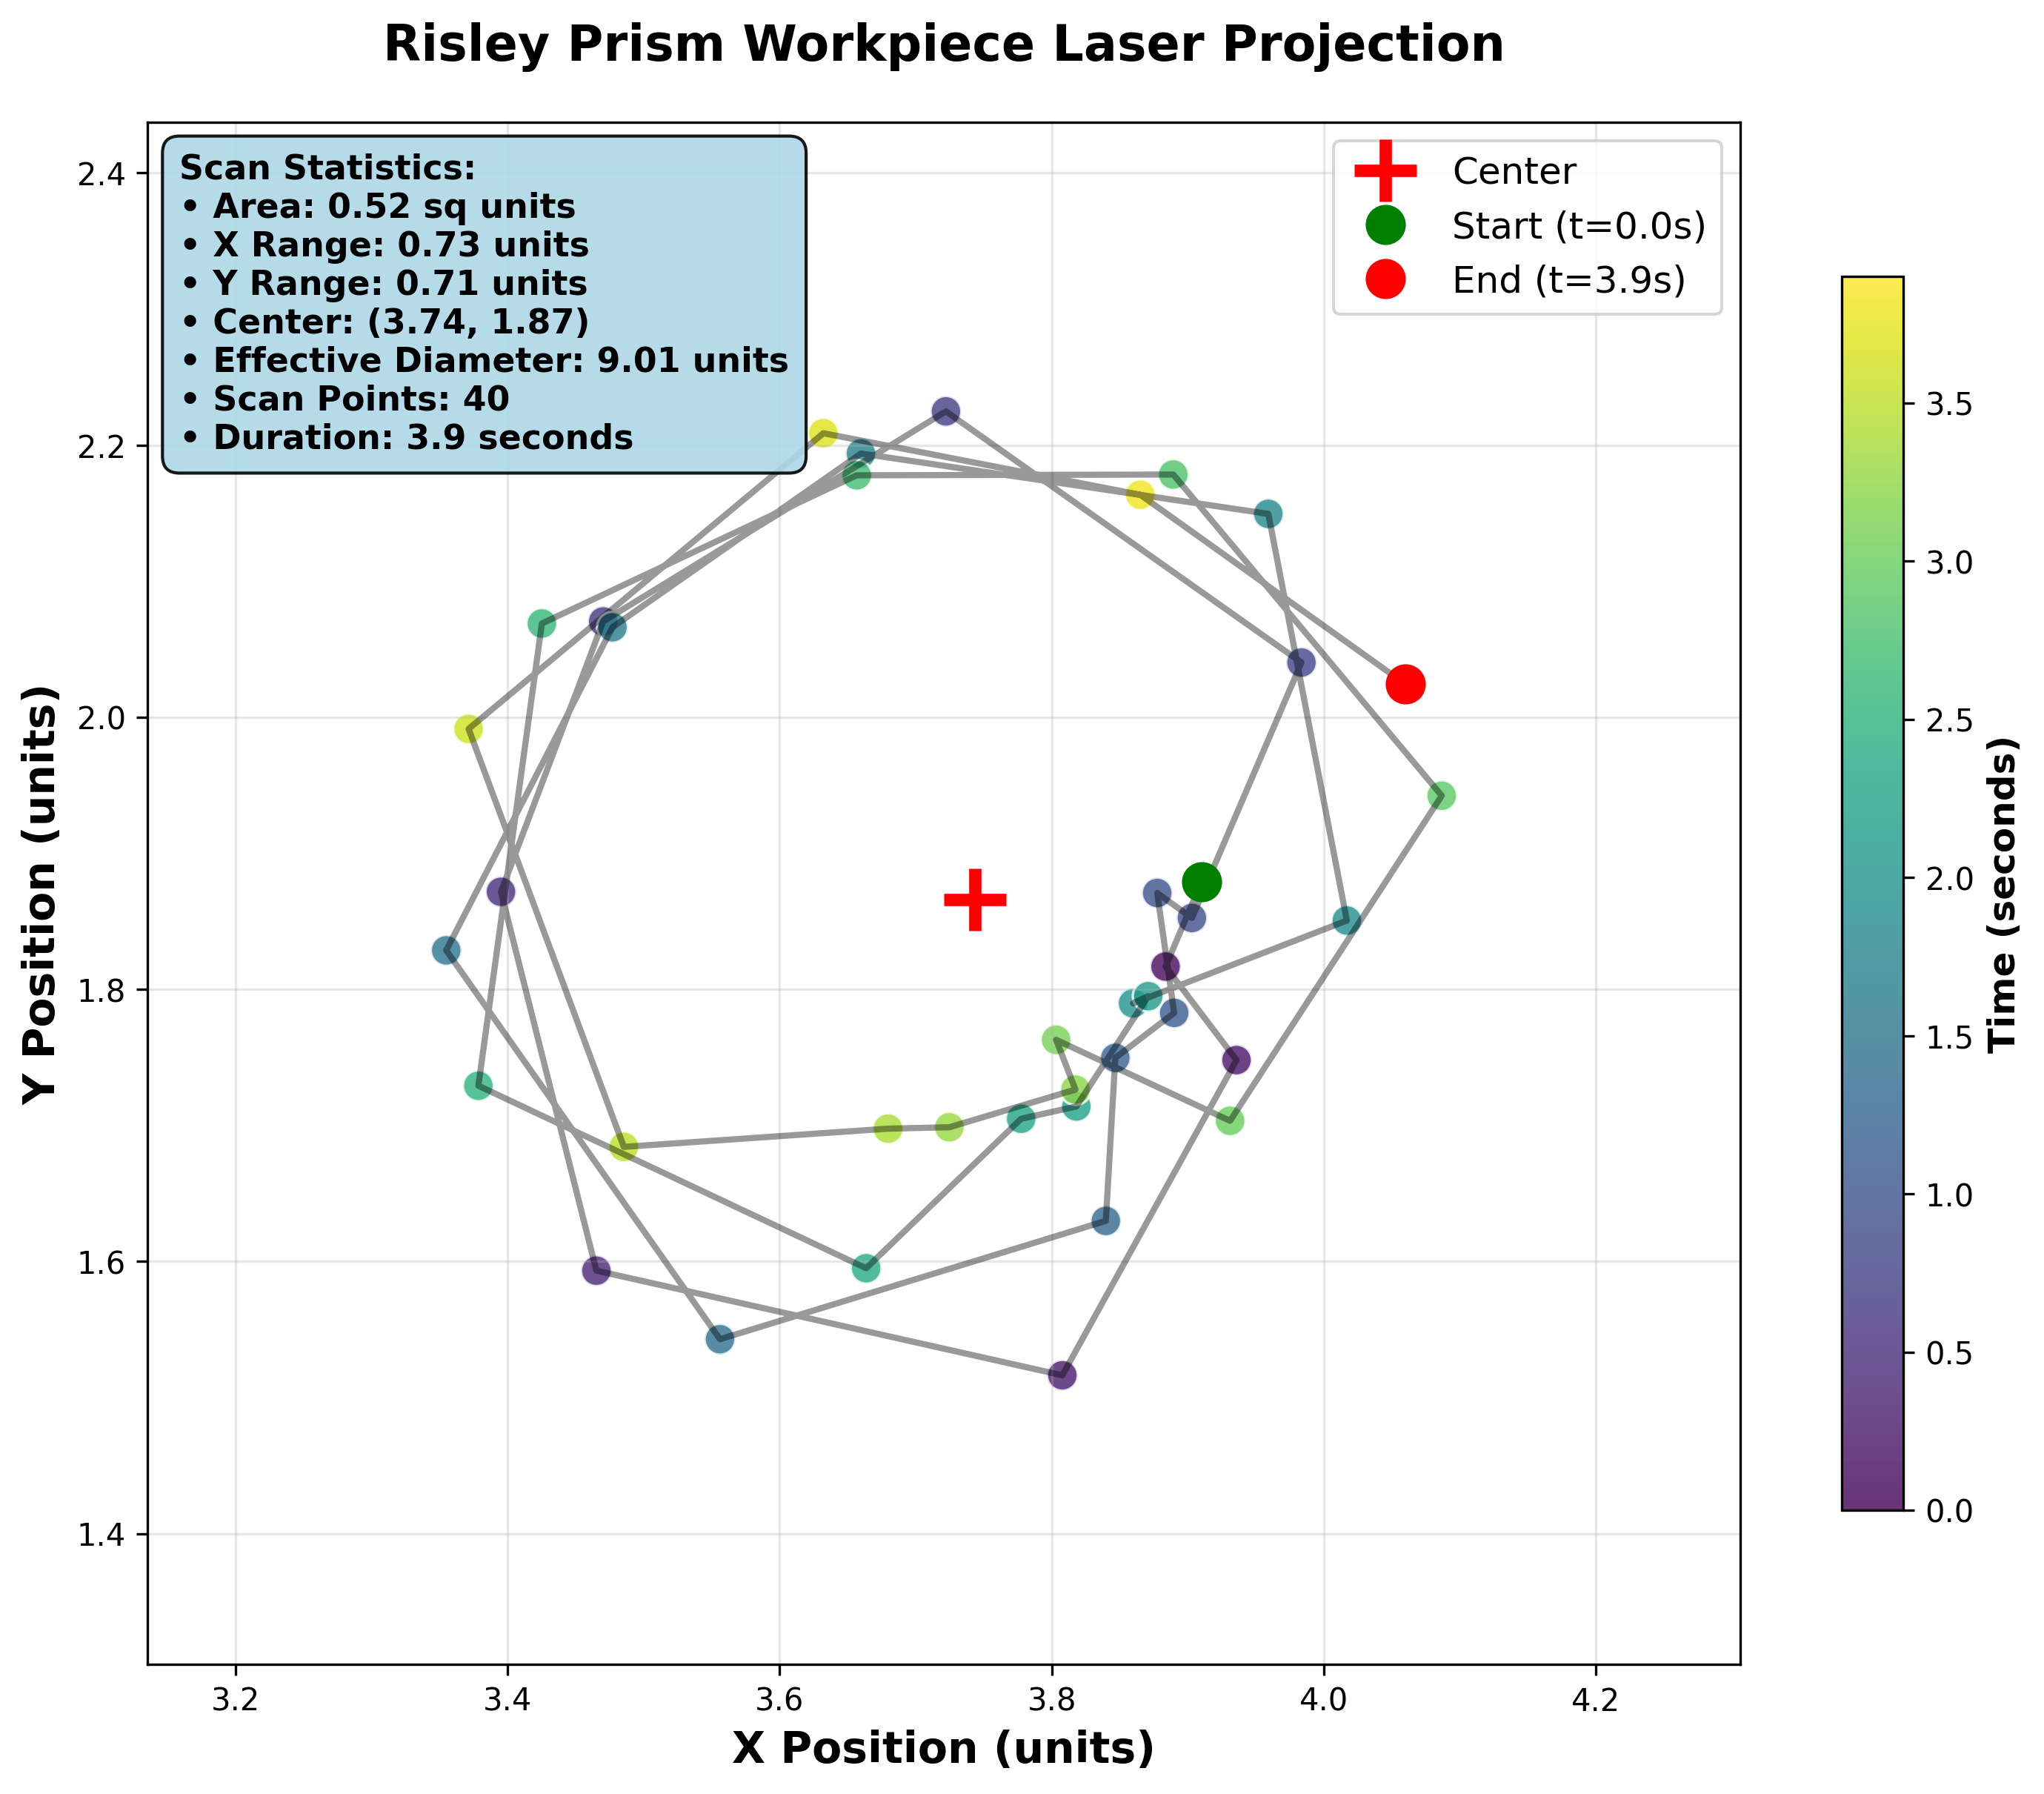 Risley Prism Workpiece Laser Projection
Scan Statistics:
• Area: 0.52 sq units
• X Range: 0.73 units
• Y Range: 0.71 units
• Center: (3.74, 1.87)
• Effective Diameter: 9.01 units
• Scan Points: 40
• Duration: 3.9 seconds
Center
Start (t=0.0s)
End (t=3.9s)
2.4
2.2
2.0
1.8
1.6
1.4
Y Position (units)
3.2
3.4
3.6
3.8
4.0
4.2
X Position (units)
3.5
3.0
2.5
2.0
1.5
1.0
0.5
0.0
Time (seconds)